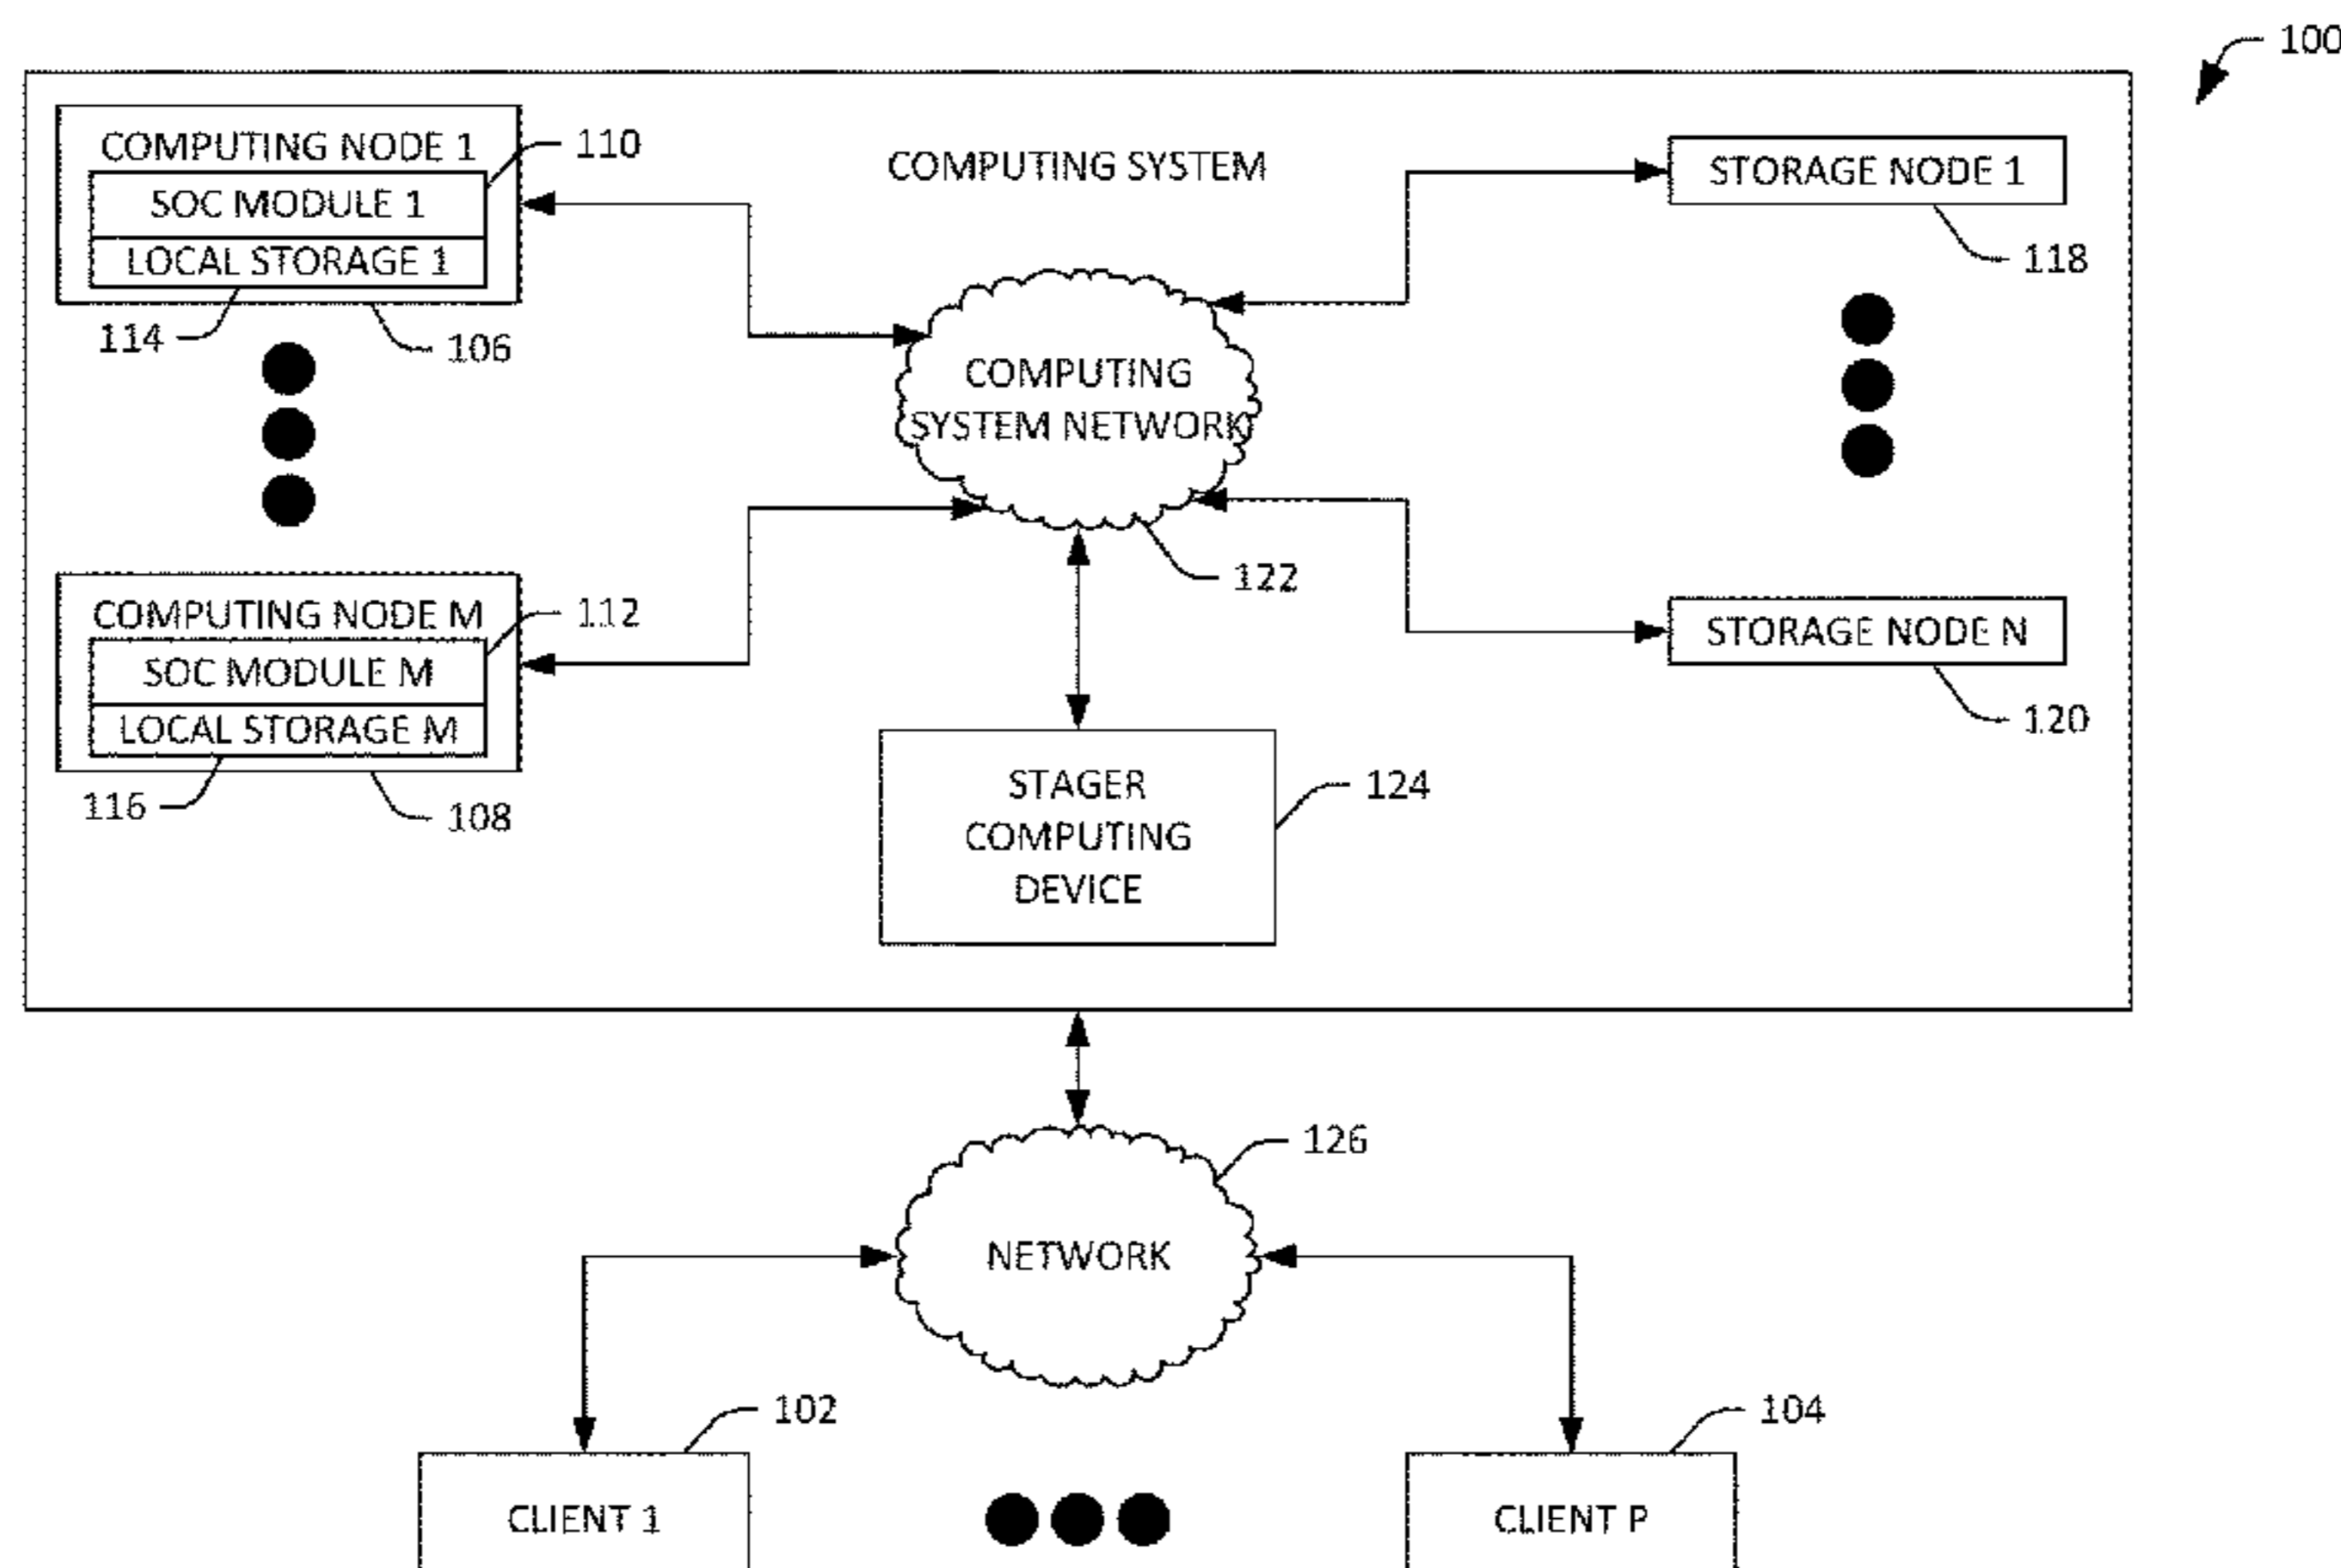 100
COMPUTING NODE 1
110
SOC MODULE 1
LOCAL STORAGE 1
114
106
COMPUTING SYSTEM
STORAGE NODE 1
118
COMPUTING
SYSTEM NETWORK
122
COMPUTING NODE M
112
SOC MODULE M
LOCAL STORAGE M
116
108
STORAGE NODE N
120
STAGER
COMPUTING
DEVICE
124
126
NETWORK
102
CLIENT 1
104
CLIENT P